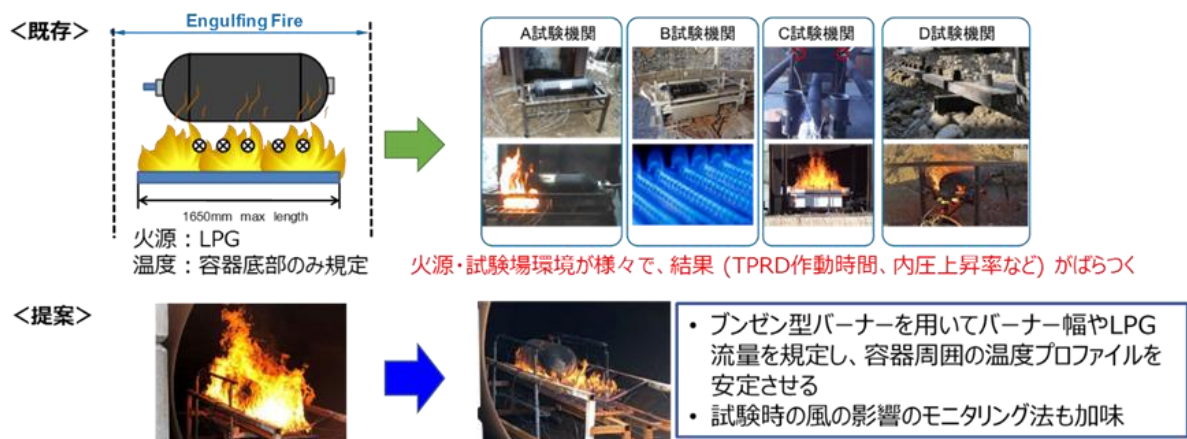 <既存>
Engulfing Fire
1650mm max length
火源：LPG
温度：容器底部のみ規定
A試験機関
B試験機関
C試験機関
D試験機関
火源・試験場環境が様々で、結果 (TPRD作動時間、内圧上昇率など) がばらつく
<提案>
• ブンゼン型バーナーを用いてバーナー幅やLPG
流量を規定し、容器周囲の温度プロファイルを
安定させる
• 試験時の風の影響のモニタリング法も加味